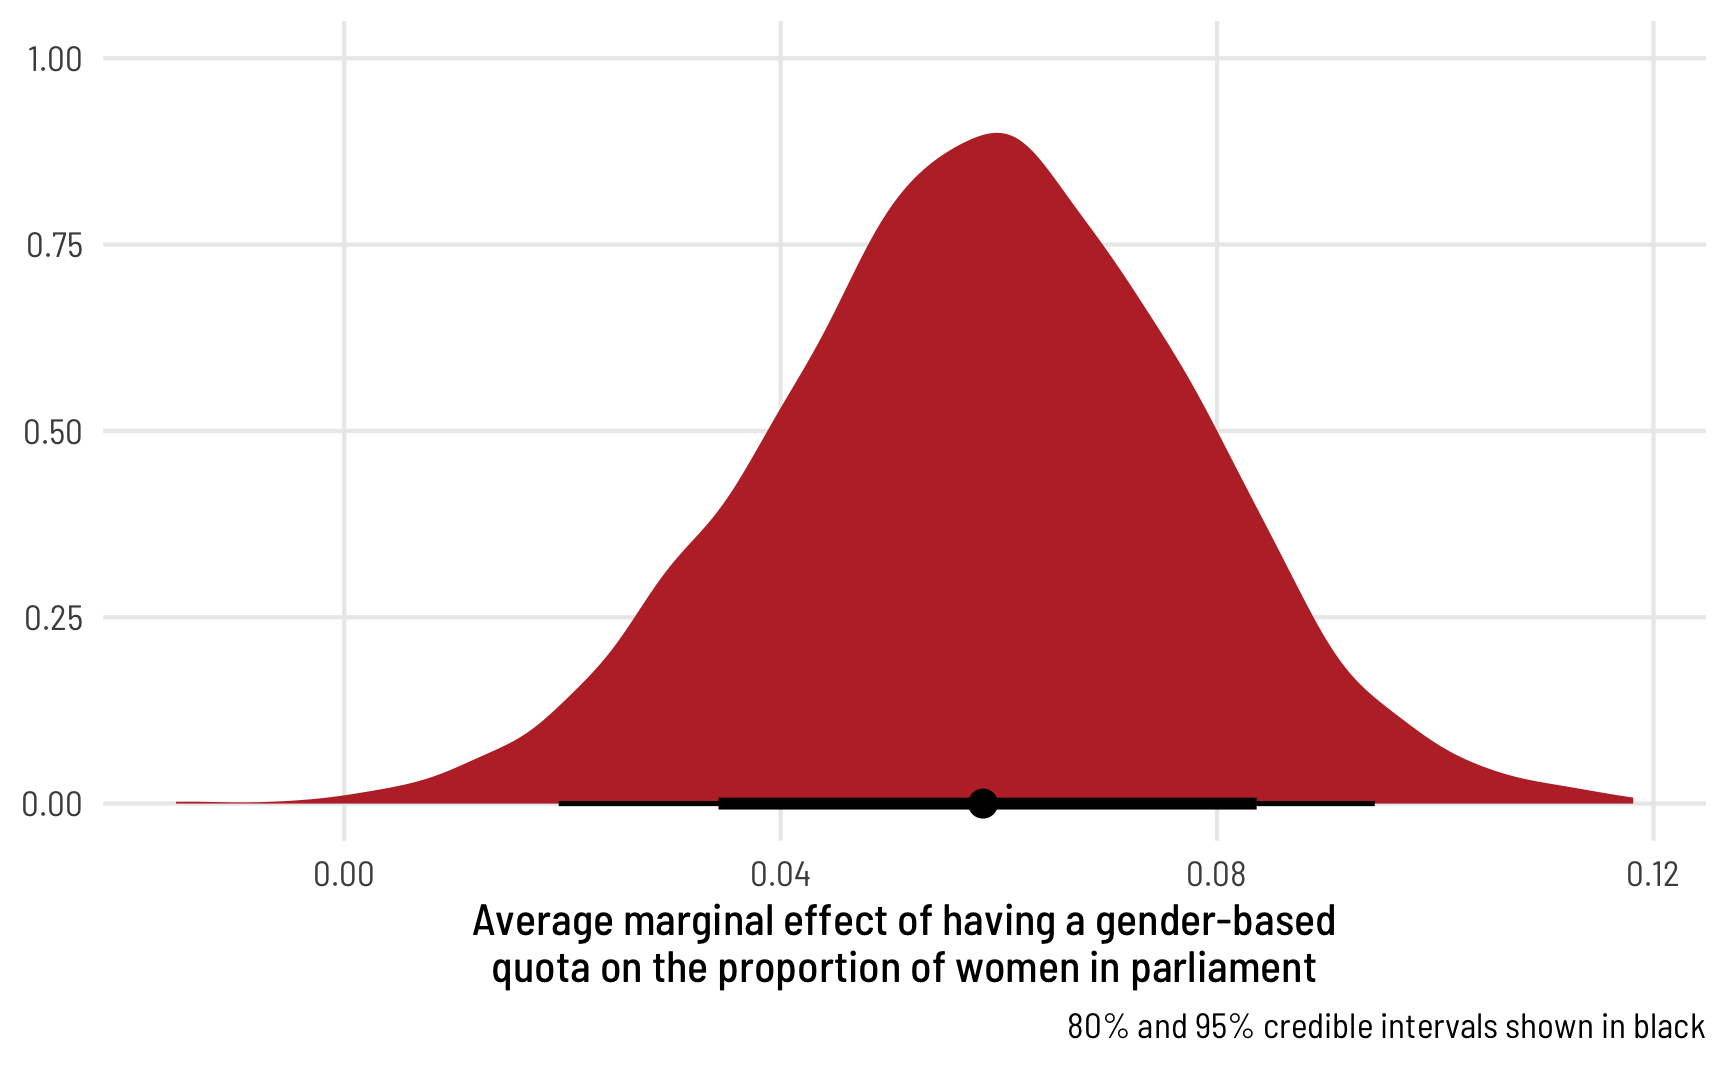 1.00
0.75
0.50
0.25
0.00
0.00 0.04 0.08 0.12
Average marginal effect of having a gender-based
quota on the proportion of women in parliament
80% and 95% credible intervals shown in black